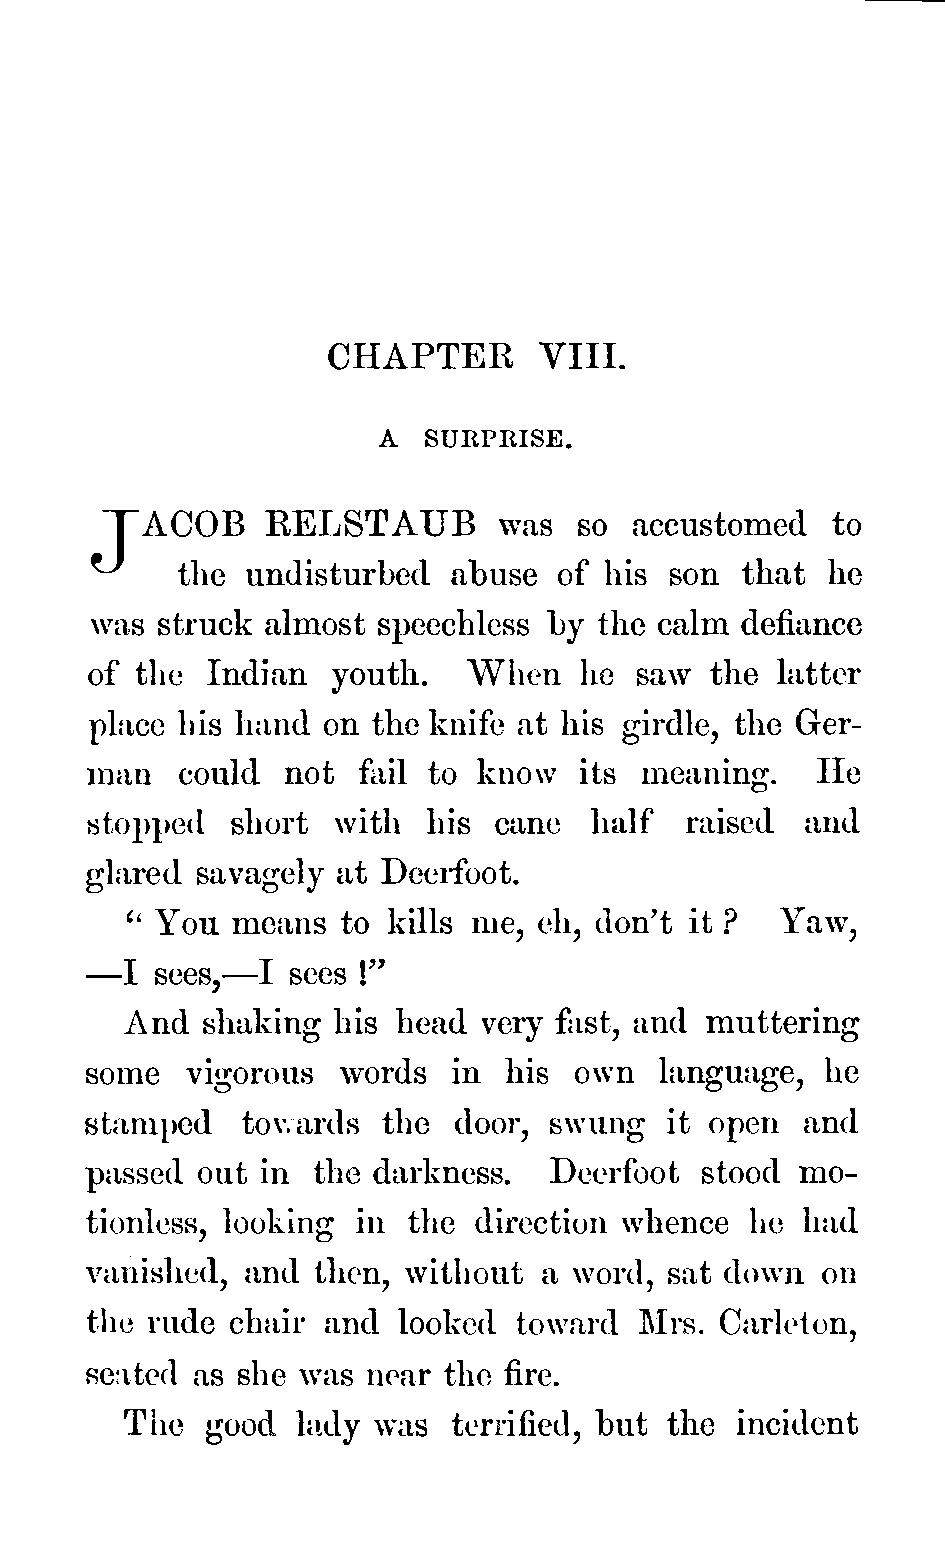 CHAPTER VIII.
A SURPRISE.
JACOB RELSTAUB was so accustomed to
the undisturbed abuse of his son that he
was struck almost speechless by the calm defiance
of the Indian youth. When he saw the latter
place his hand on the knife at his girdle, the Ger-
man could not fail to know its meaning. He
stopped short with his cane half raised and
glared savagely at Deerfoot.
“ You means to kills me, eh, don't it ? Yaw,
—I sees,—I sees !”
And shaking his head very fast, and muttering
some vigorous words in his own language, he
stamped towards the door, swung it open and
passed out in the darkness. Deerfoot stood mo-
tionless, looking in the direction whence he had
vanished, and then, without a word, sat down on
the rude chair and looked toward Mrs. Carleton,
seated as she was near the fire.
The good lady was terrified, but the incident